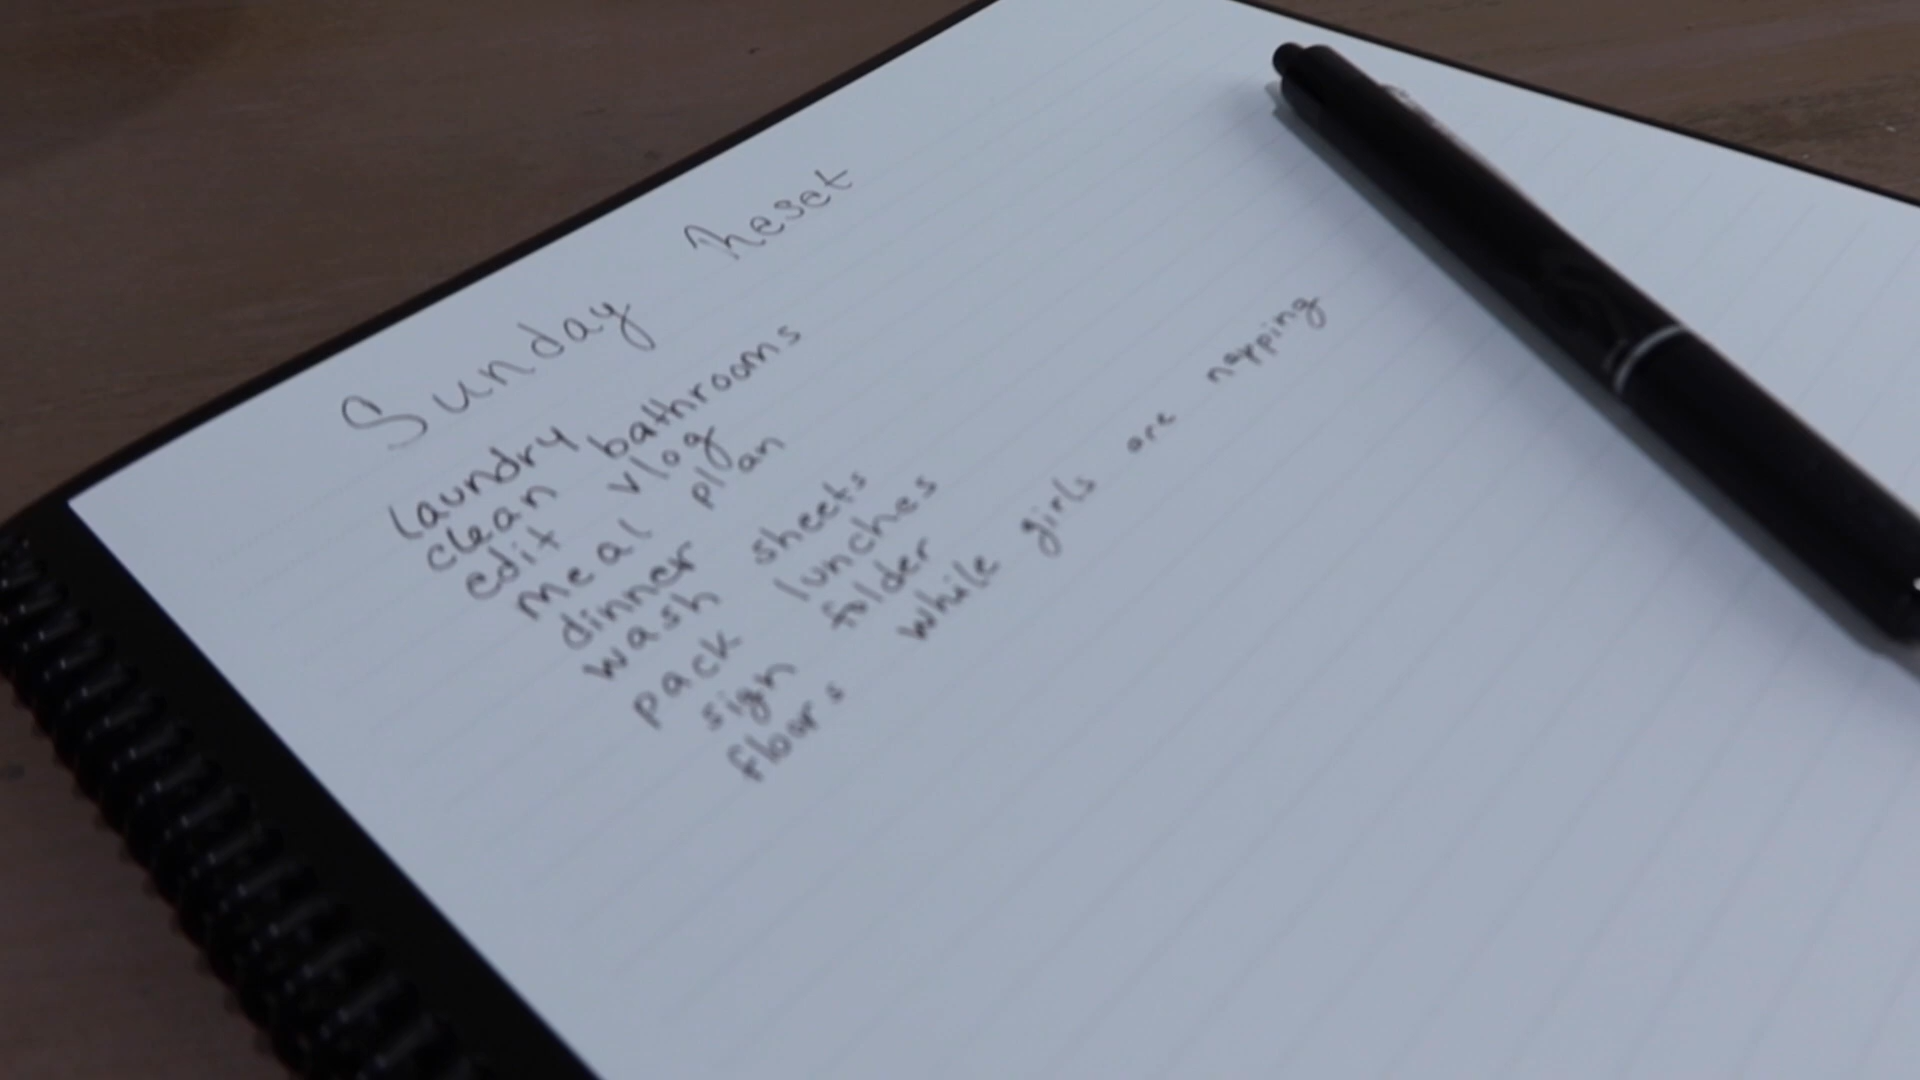 Sunday Reset
laundry
clean bathrooms
edit vlog
meal plan
dinner
wash sheets
pack lunches
sign folder
floors while girls are napping